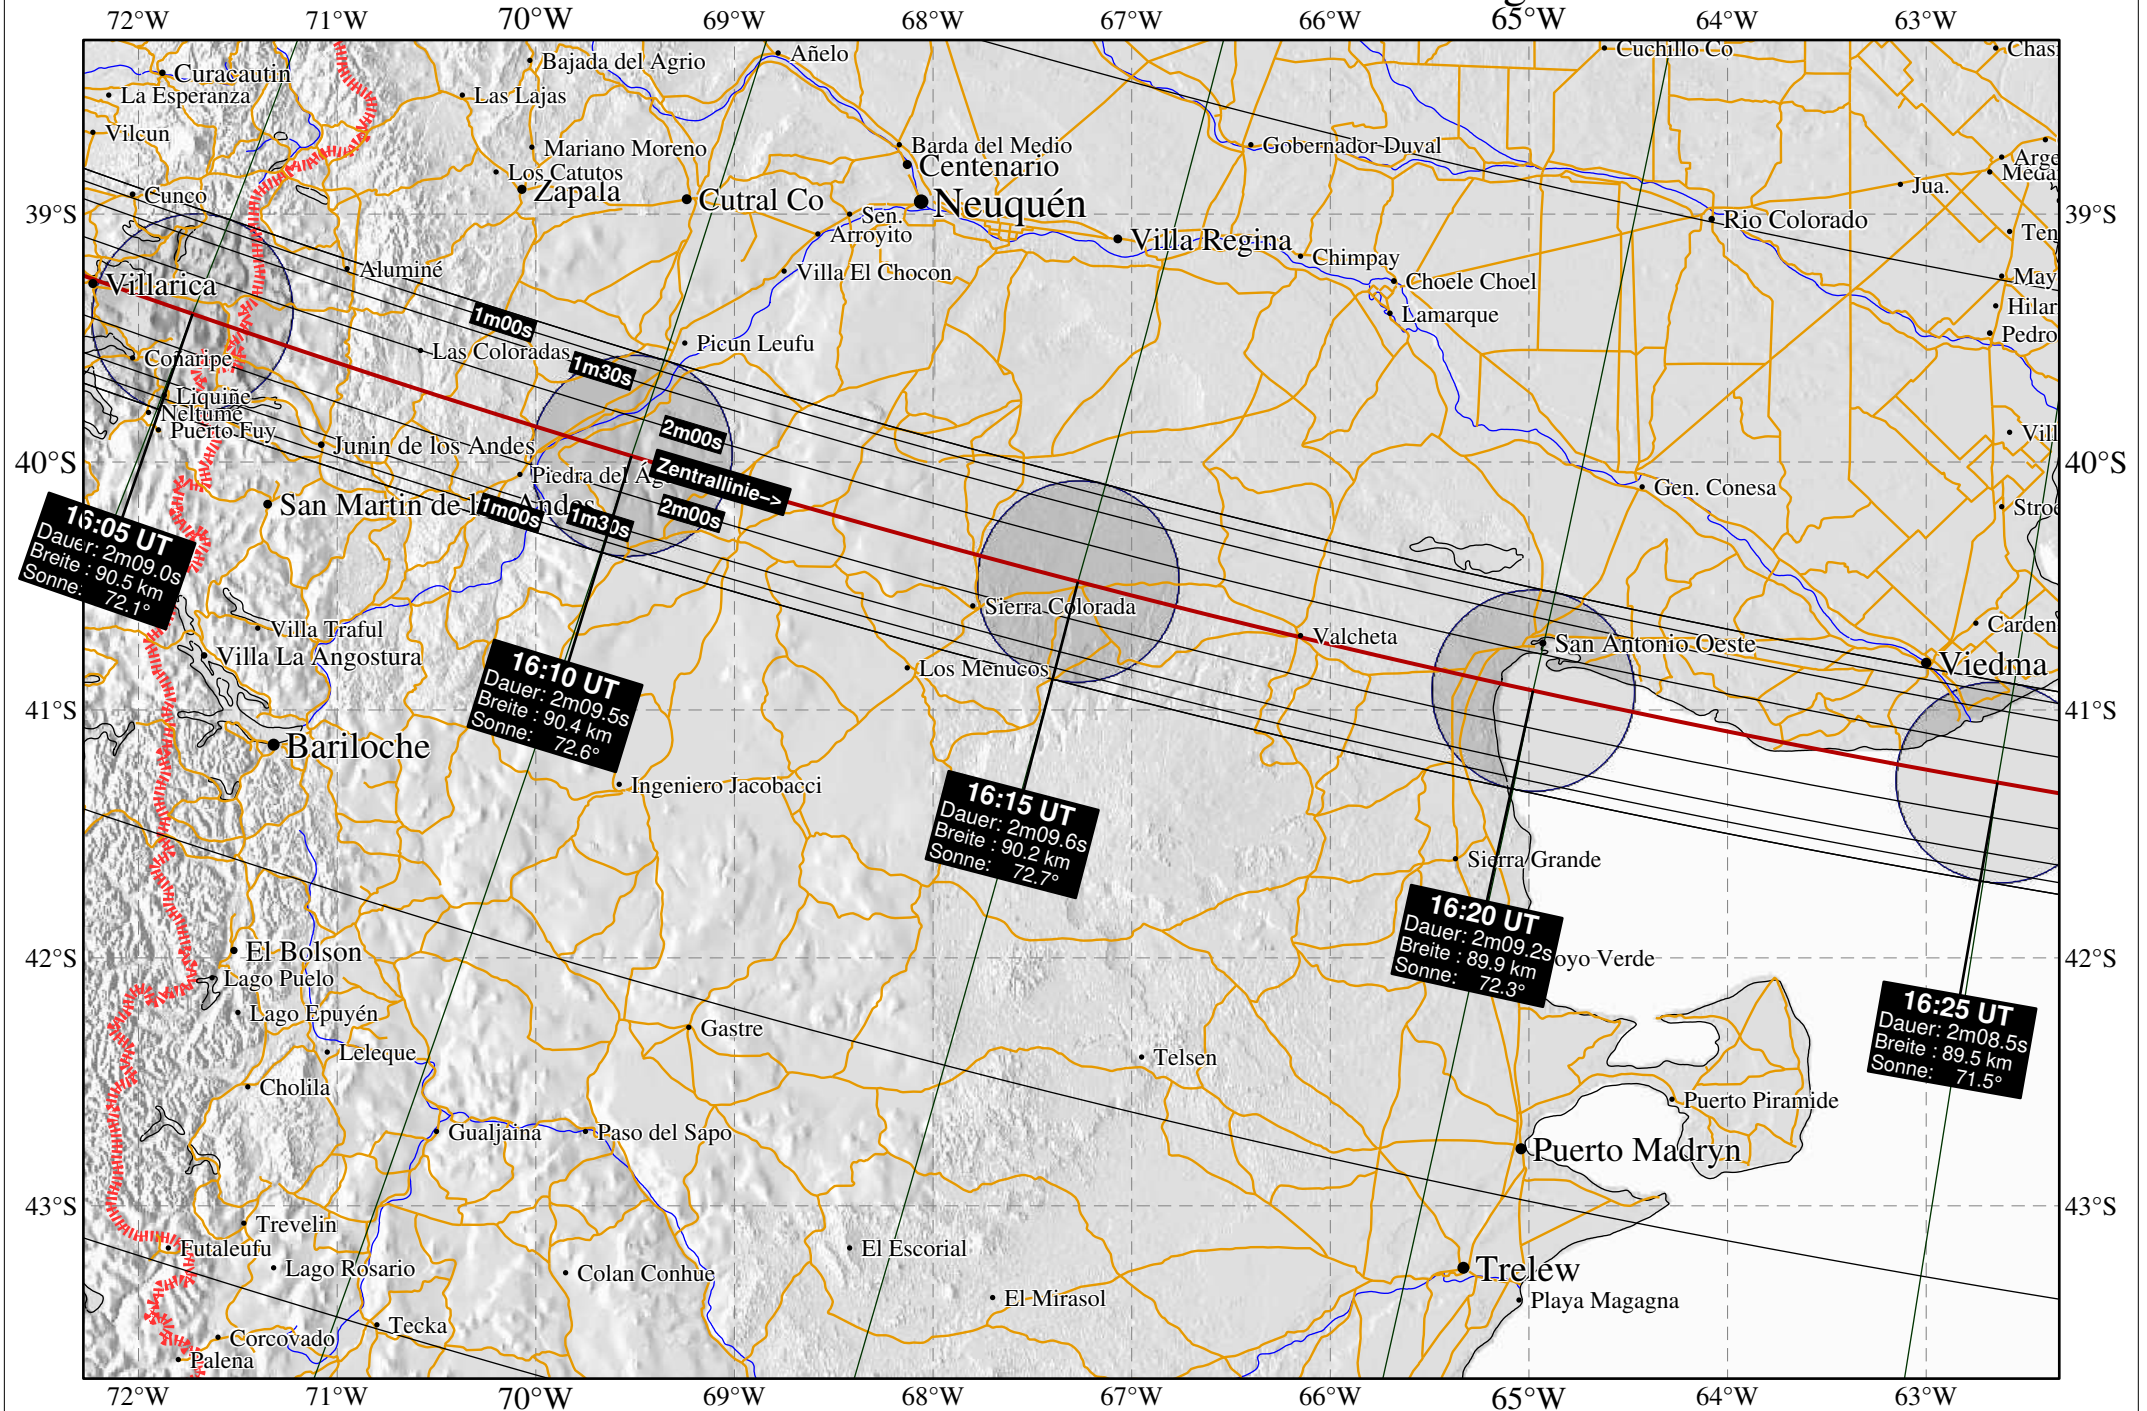 72°W 71°W 70°W 69°W 68°W 67°W 66°W 65°W 64°W 63°W
Cuchillo Co
Añelo
Bajada del Agrio
Curacautin
La Esperanza
Las Lajas
Vilcun
Mariano Moreno
Barda del Medio
Gobernador Duval
Centenario
Los Catutos
Zapala
Jua.
Cunco
Cutral Co
Neuquén
39°S
Sen.
Rio Colorado
39°S
Arroyito
Villa Regina
Chimpay
Aluminé
Villa El Chocon
Villarica
Choele Choel
Lamarque
1m00s
Picun Leufu
Las Coloradas
Coñaripe
1m30s
Liquiñe
Neltume
Puerto Fuy
2m00s
Junin de los Andes
40°S
Zentrallinie->
40°S
Piedra del Ág
Gen. Conesa
San Martin de l Andes
1m00s
1m30s
2m00s
16:05 UT
Dauer: 2m09.0s
Breite : 90.5 km
Sonne: 72.1°
Sierra Colorada
Villa Traful
Valcheta
San Antonio Oeste
Villa La Angostura
Los Menucos
Viedma
16:10 UT
Dauer: 2m09.5s
Breite : 90.4 km
Sonne: 72.6°
41°S
41°S
Bariloche
Ingeniero Jacobacci
16:15 UT
Dauer: 2m09.6s
Breite : 90.2 km
Sonne: 72.7°
Sierra Grande
16:20 UT
Dauer: 2m09.2s
Breite : 89.9 km
Sonne: 72.3°
El Bolson
42°S
oyo Verde
42°S
Lago Puelo
16:25 UT
Dauer: 2m08.5s
Breite : 89.5 km
Sonne: 71.5°
Lago Epuyén
Gastre
Leleque
Telsen
Cholila
Puerto Piramide
Gualjaina
Paso del Sapo
Puerto Madryn
43°S
43°S
Trevelin
Futaleufu
El Escorial
Lago Rosario
Colan Conhue
Trelew
El Mirasol
Playa Magagna
Tecka
Corcovado
Palena
72°W 71°W 70°W 69°W 68°W 67°W 66°W 65°W 64°W 63°W